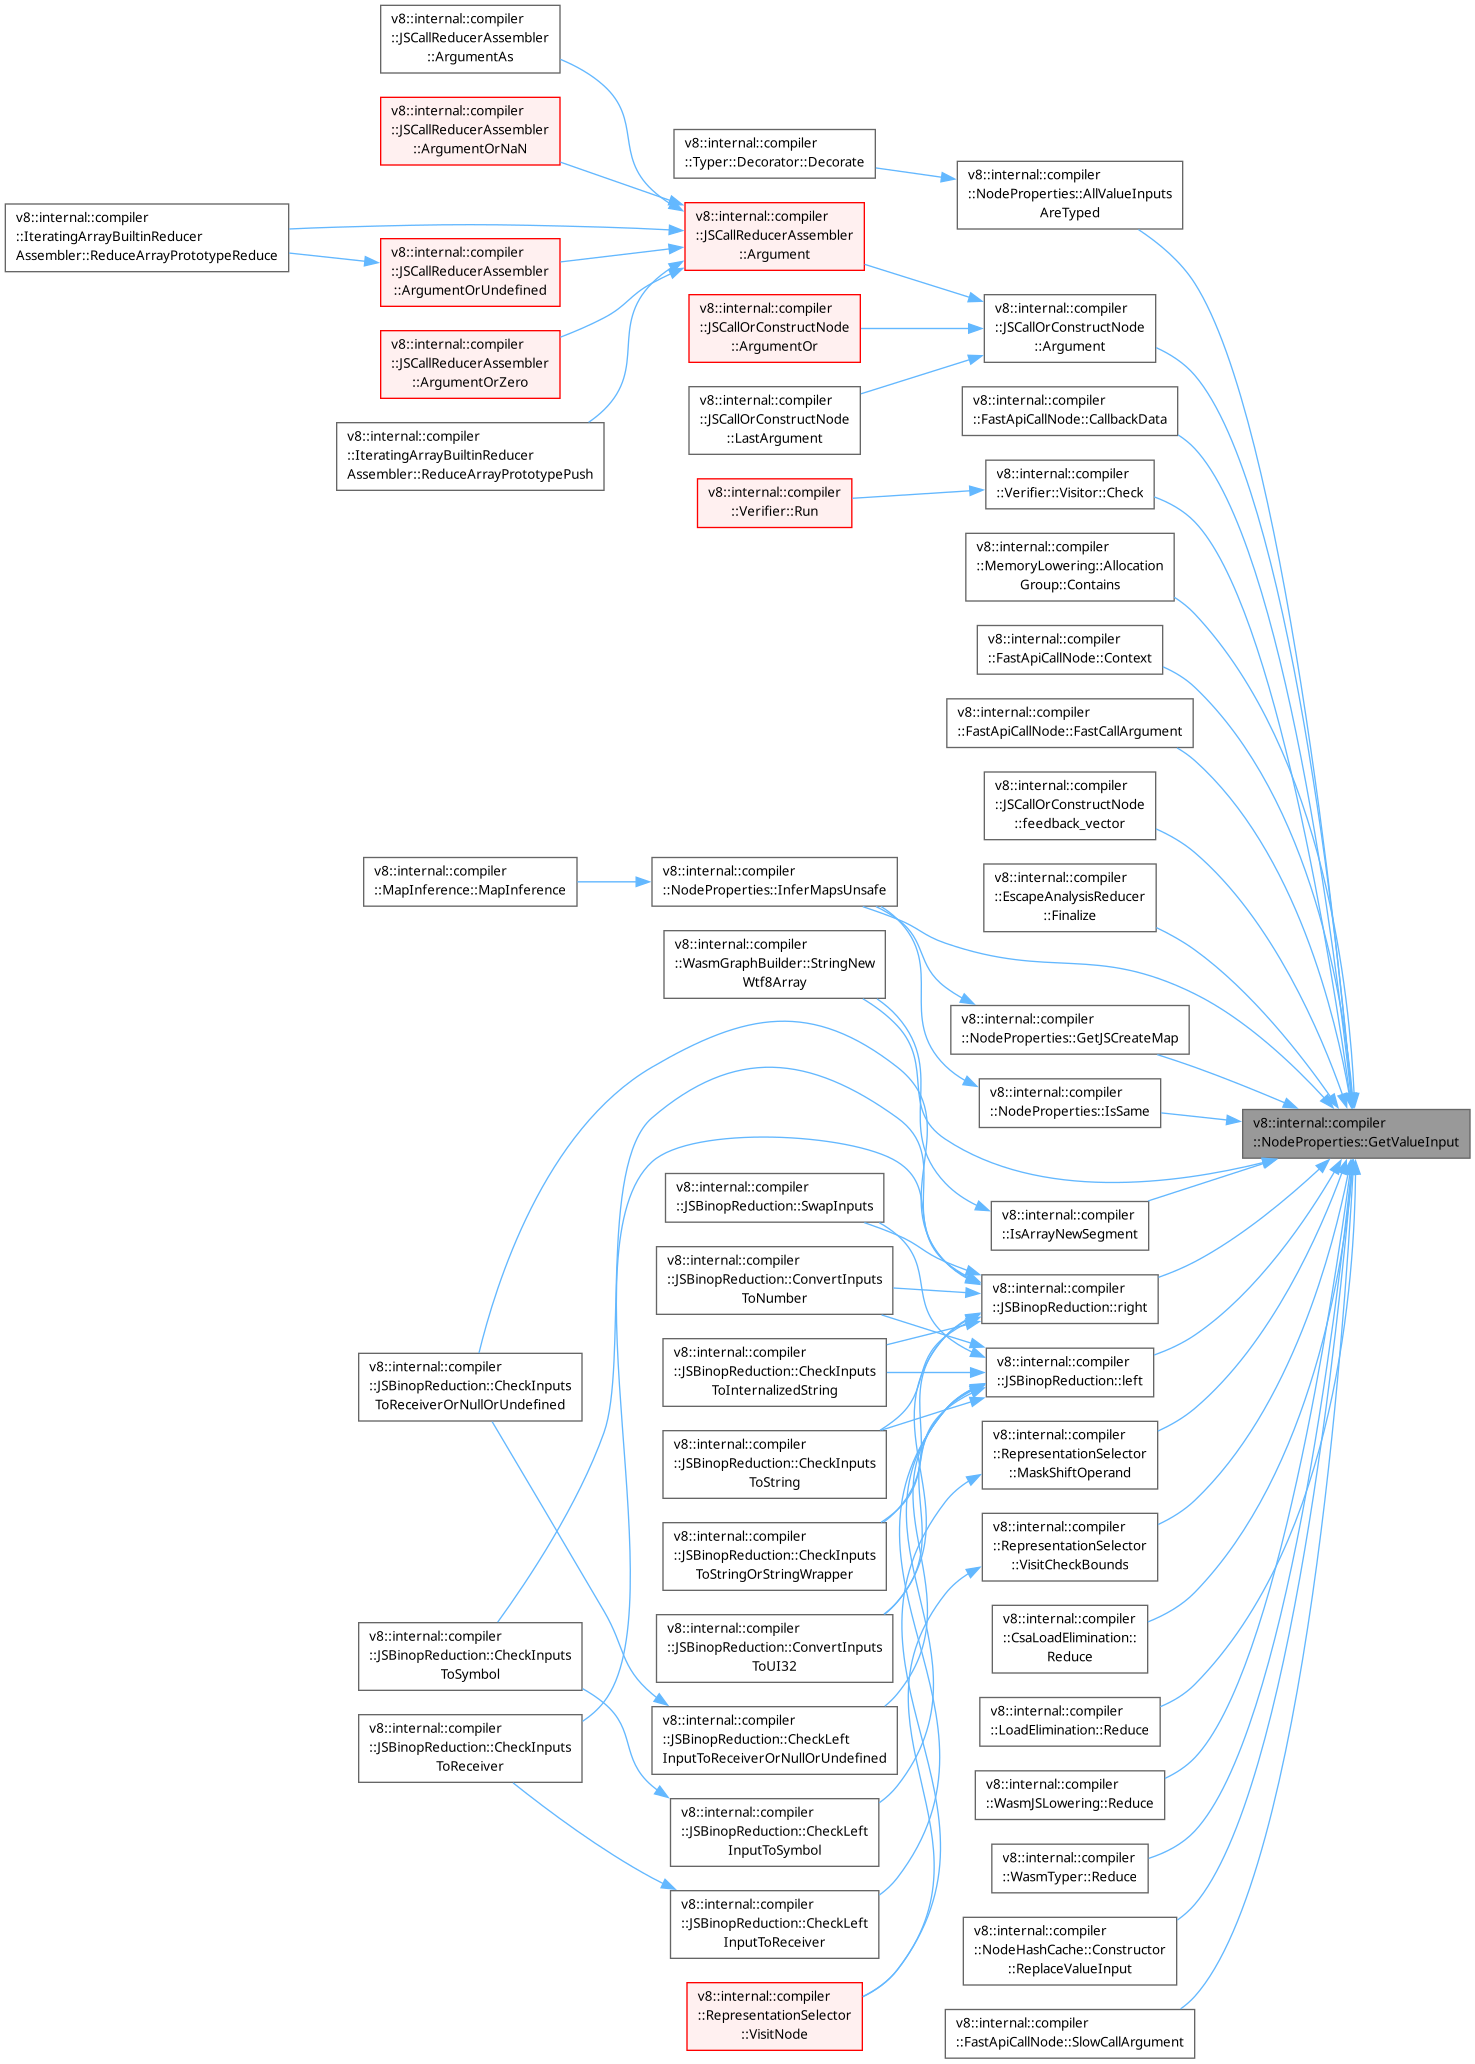 v8::internal::compiler
::JSCallReducerAssembler
::ArgumentAs
v8::internal::compiler
::JSCallReducerAssembler
::ArgumentOrNaN
v8::internal::compiler
::IteratingArrayBuiltinReducer
Assembler::ReduceArrayPrototypeReduce
v8::internal::compiler
::JSCallReducerAssembler
::ArgumentOrUndefined
v8::internal::compiler
::JSCallReducerAssembler
::ArgumentOrZero
v8::internal::compiler
::IteratingArrayBuiltinReducer
Assembler::ReduceArrayPrototypePush
v8::internal::compiler
::Typer::Decorator::Decorate
v8::internal::compiler
::JSCallReducerAssembler
::Argument
v8::internal::compiler
::JSCallOrConstructNode
::ArgumentOr
v8::internal::compiler
::JSCallOrConstructNode
::LastArgument
v8::internal::compiler
::Verifier::Run
v8::internal::compiler
::NodeProperties::AllValueInputs
AreTyped
v8::internal::compiler
::JSCallOrConstructNode
::Argument
v8::internal::compiler
::FastApiCallNode::CallbackData
v8::internal::compiler
::Verifier::Visitor::Check
v8::internal::compiler
::MemoryLowering::Allocation
Group::Contains
v8::internal::compiler
::FastApiCallNode::Context
v8::internal::compiler
::FastApiCallNode::FastCallArgument
v8::internal::compiler
::JSCallOrConstructNode
::feedback_vector
v8::internal::compiler
::EscapeAnalysisReducer
::Finalize
v8::internal::compiler
::MapInference::MapInference
v8::internal::compiler
::NodeProperties::InferMapsUnsafe
v8::internal::compiler
::WasmGraphBuilder::StringNew
Wtf8Array
v8::internal::compiler
::NodeProperties::GetJSCreateMap
v8::internal::compiler
::NodeProperties::IsSame
v8::internal::compiler
::NodeProperties::GetValueInput
v8::internal::compiler
::JSBinopReduction::SwapInputs
v8::internal::compiler
::IsArrayNewSegment
v8::internal::compiler
::JSBinopReduction::ConvertInputs
ToNumber
v8::internal::compiler
::JSBinopReduction::right
v8::internal::compiler
::JSBinopReduction::CheckInputs
ToReceiverOrNullOrUndefined
v8::internal::compiler
::JSBinopReduction::CheckInputs
ToInternalizedString
v8::internal::compiler
::JSBinopReduction::left
v8::internal::compiler
::JSBinopReduction::CheckInputs
ToString
v8::internal::compiler
::RepresentationSelector
::MaskShiftOperand
v8::internal::compiler
::JSBinopReduction::CheckInputs
ToStringOrStringWrapper
v8::internal::compiler
::RepresentationSelector
::VisitCheckBounds
v8::internal::compiler
::JSBinopReduction::CheckInputs
ToSymbol
v8::internal::compiler
::JSBinopReduction::ConvertInputs
ToUI32
v8::internal::compiler
::CsaLoadElimination::
Reduce
v8::internal::compiler
::JSBinopReduction::CheckInputs
ToReceiver
v8::internal::compiler
::JSBinopReduction::CheckLeft
InputToReceiverOrNullOrUndefined
v8::internal::compiler
::LoadElimination::Reduce
v8::internal::compiler
::WasmJSLowering::Reduce
v8::internal::compiler
::JSBinopReduction::CheckLeft
InputToSymbol
v8::internal::compiler
::WasmTyper::Reduce
v8::internal::compiler
::JSBinopReduction::CheckLeft
InputToReceiver
v8::internal::compiler
::NodeHashCache::Constructor
::ReplaceValueInput
v8::internal::compiler
::RepresentationSelector
::VisitNode
v8::internal::compiler
::FastApiCallNode::SlowCallArgument